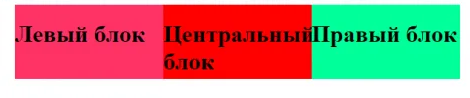 Левый блок
Центральный
блок
Правый блок